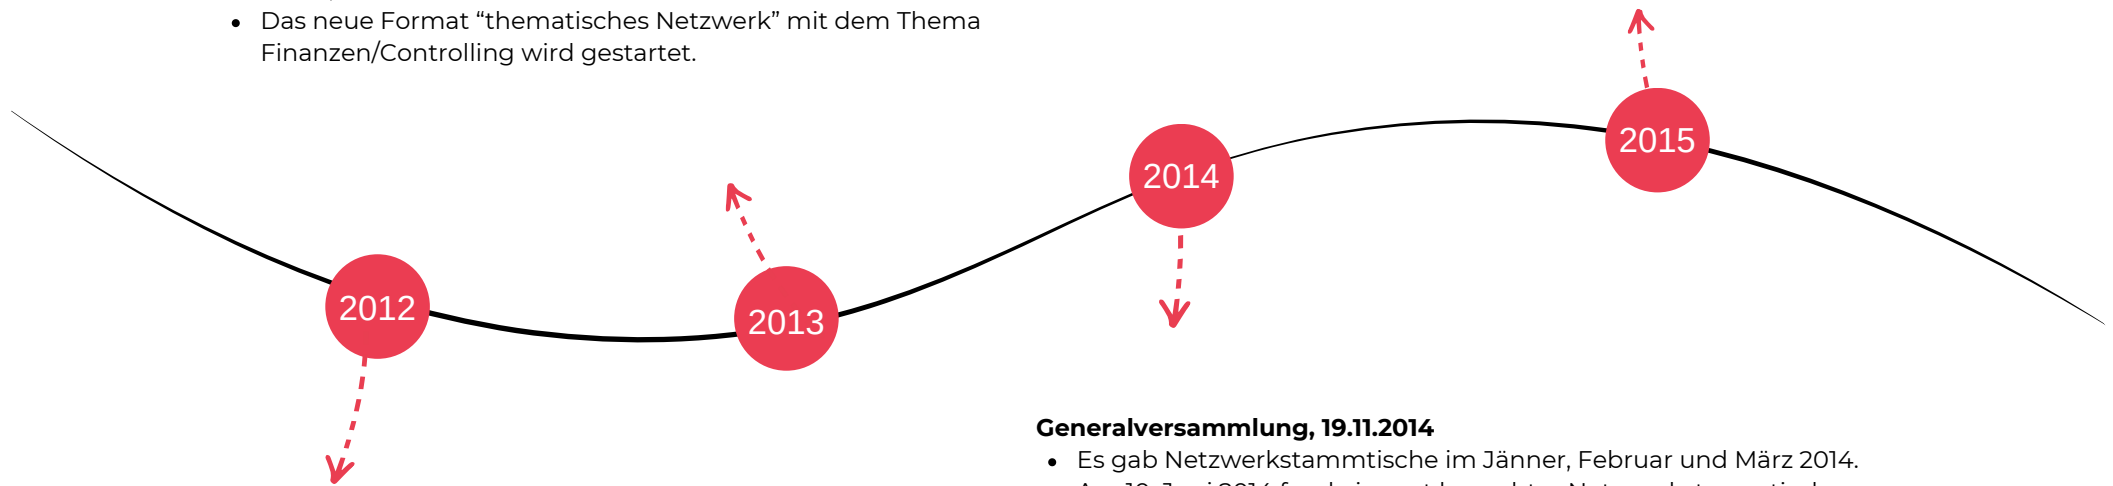 • Das neue Format “thematisches Netzwerk” mit dem Thema
Finanzen/Controlling wird gestartet.
2015
2014
2012
2013
Generalversammlung, 19.11.2014
• Es gab Netzwerkstammtische im Jänner, Februar und März 2014.